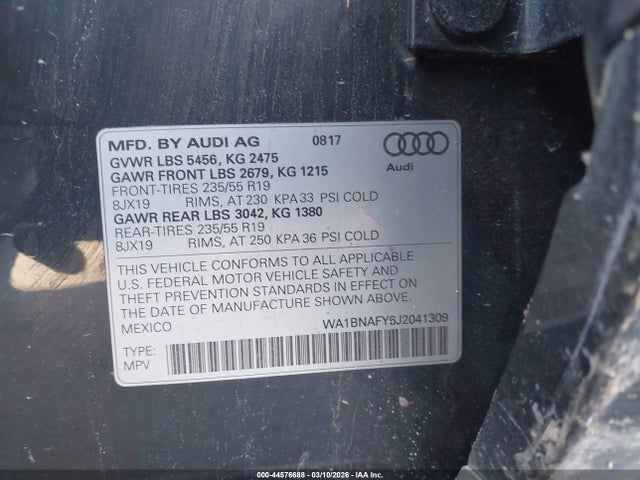 MFD. BY AUDI AG 0817
GVWR LBS 5456, KG 2475
GAWR FRONT LBS 2679, KG 1215
FRONT-TIRES 235/55 R19
8JX19 RIMS, AT 230 KPA 33 PSI COLD
GAWR REAR LBS 3042, KG 1380
REAR-TIRES 235/55 R19
8JX19 RIMS, AT 250 KPA 36 PSI COLD
Audi
THIS VEHICLE CONFORMS TO ALL APPLICABLE
U.S. FEDERAL MOTOR VEHICLE SAFETY AND
THEFT PREVENTION STANDARDS IN EFFECT ON
THE DATE OF MANUFACTURE SHOWN ABOVE.
MEXICO WA1BNAFY5J2041309
TYPE:
MPV
000-44576688 - 03/10/2026 - IAA Inc.